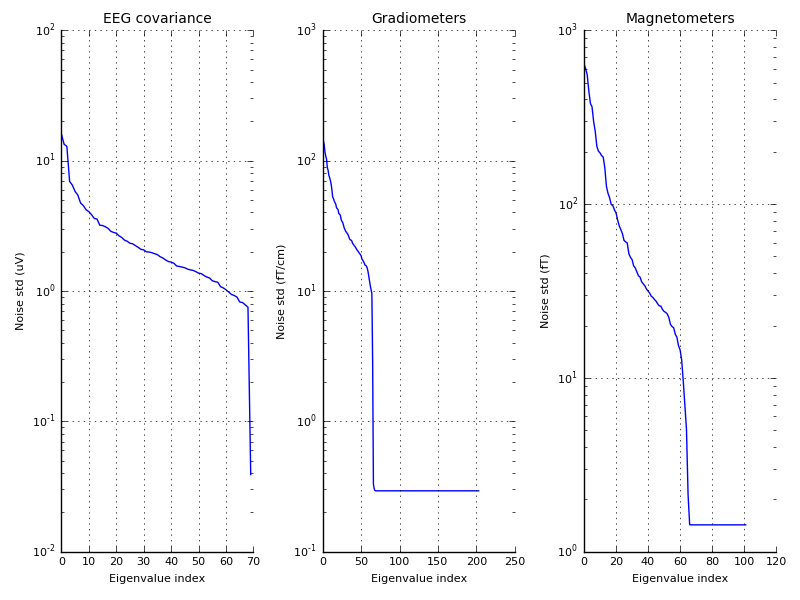 EEG covariance
Noise std (uV)
10^2
10^1
10^0
10^-1
10^-2
0 10 20 30 40 50 60 70
Eigenvalue index
Gradiometers
Noise std (fT/cm)
10^3
10^2
10^1
10^0
10^-1
0 50 100 150 200 250
Eigenvalue index
Magnetometers
Noise std (fT)
10^3
10^2
10^1
10^0
0 20 40 60 80 100 120
Eigenvalue index